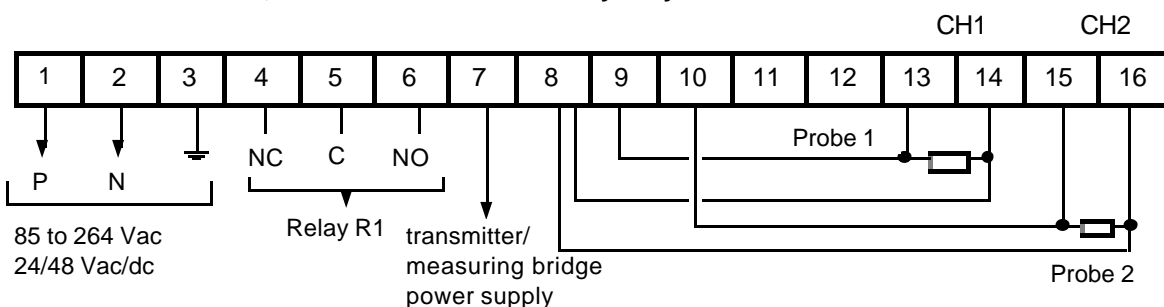 CH1 CH2
1 2 3 4 5 6 7 8 9 10 11 12 13 14 15 16
Probe 1
NC C NO
P N
Relay R1
transmitter/
measuring bridge
power supply
85 to 264 Vac
24/48 Vac/dc
Probe 2